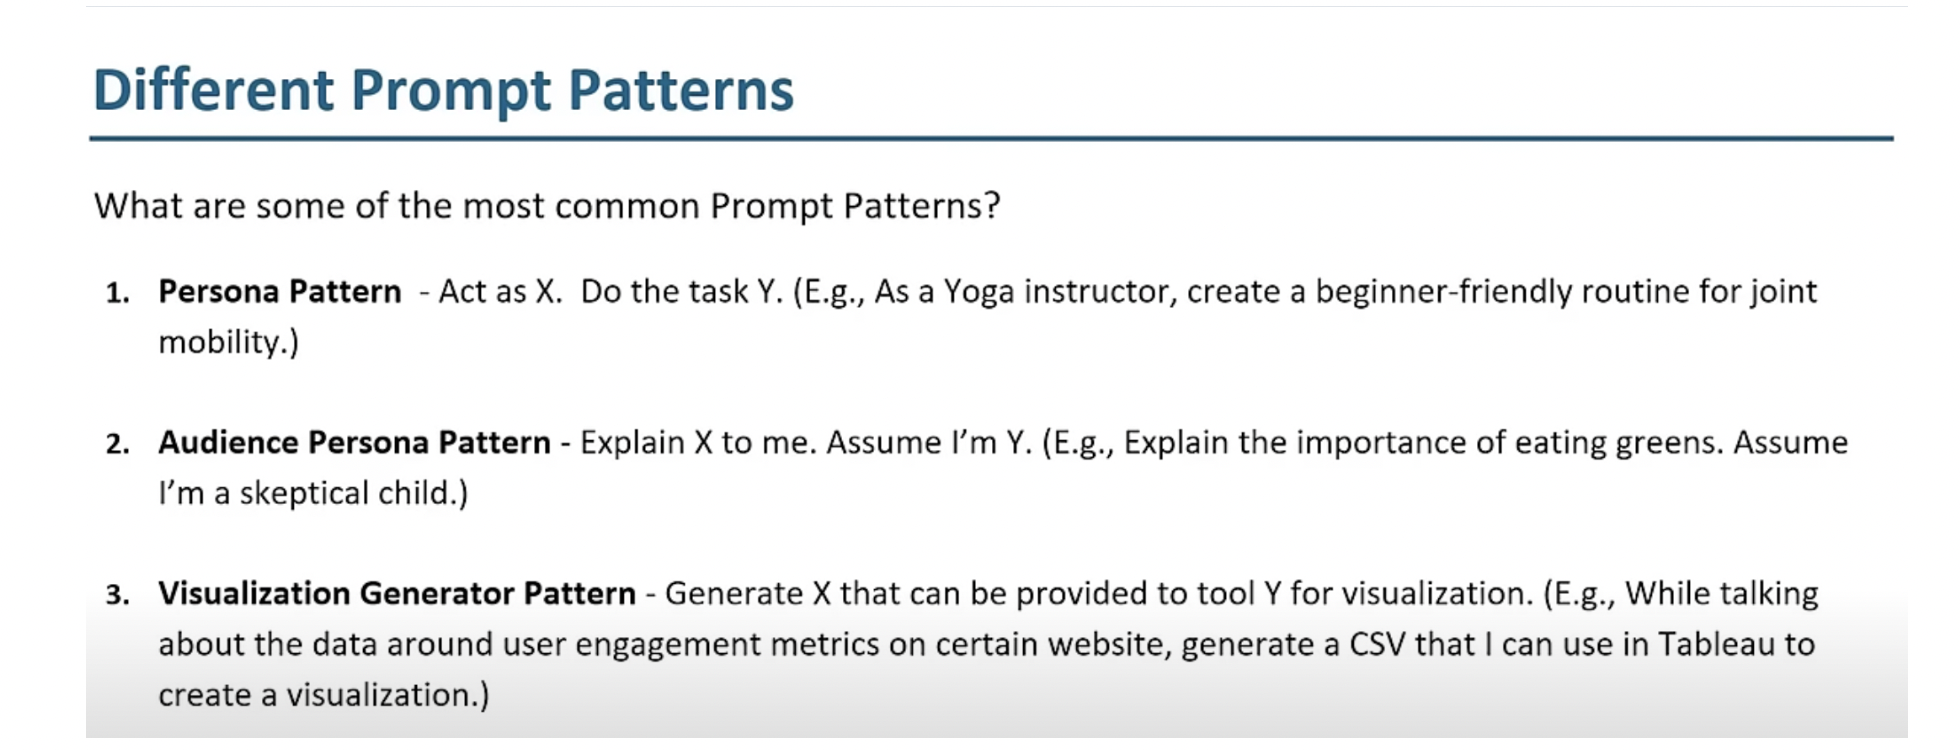 Different Prompt Patterns
What are some of the most common Prompt Patterns?
1. Persona Pattern - Act as X. Do the task Y. (E.g., As a Yoga instructor, create a beginner-friendly routine for joint
mobility.)
2. Audience Persona Pattern - Explain X to me. Assume I'm Y. (E.g., Explain the importance of eating greens. Assume
I'm a skeptical child.)
3. Visualization Generator Pattern - Generate X that can be provided to tool Y for visualization. (E.g., While talking
about the data around user engagement metrics on certain website, generate a CSV that I can use in Tableau to
create a visualization.)